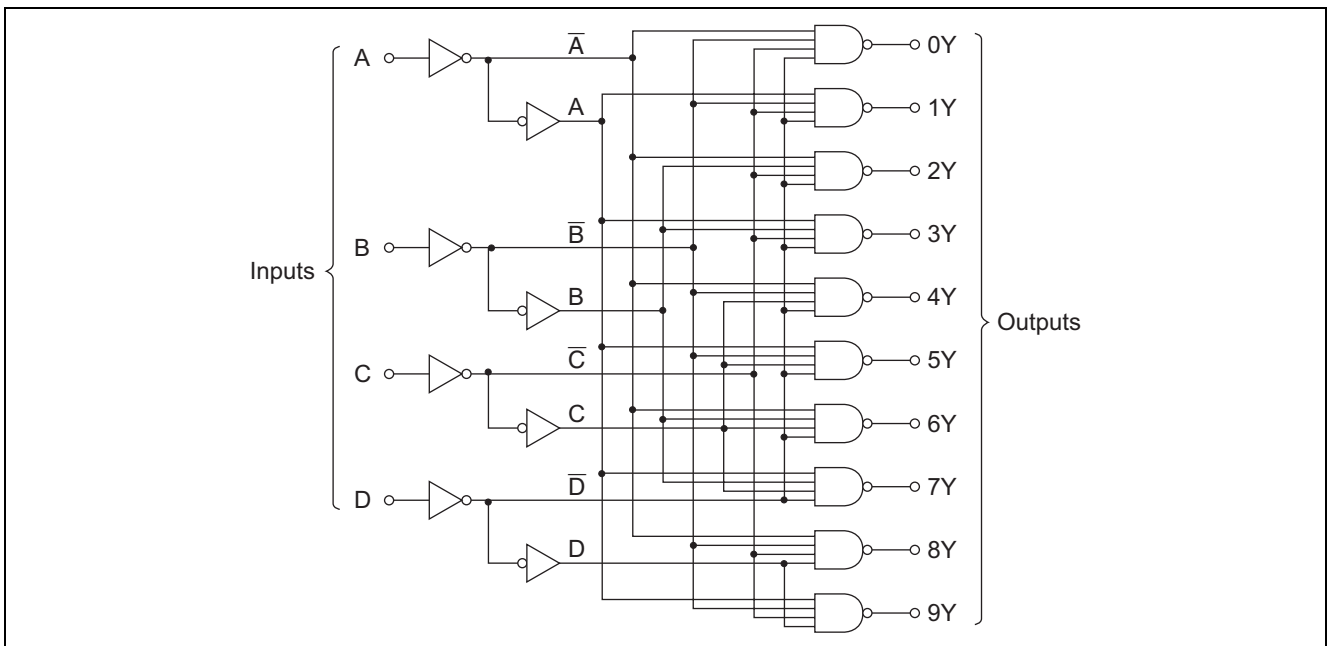 Inputs
A
B
C
D
A̅
A
B̅
B
C̅
C
D̅
D
0Y
1Y
2Y
3Y
4Y
5Y
6Y
7Y
8Y
9Y
Outputs